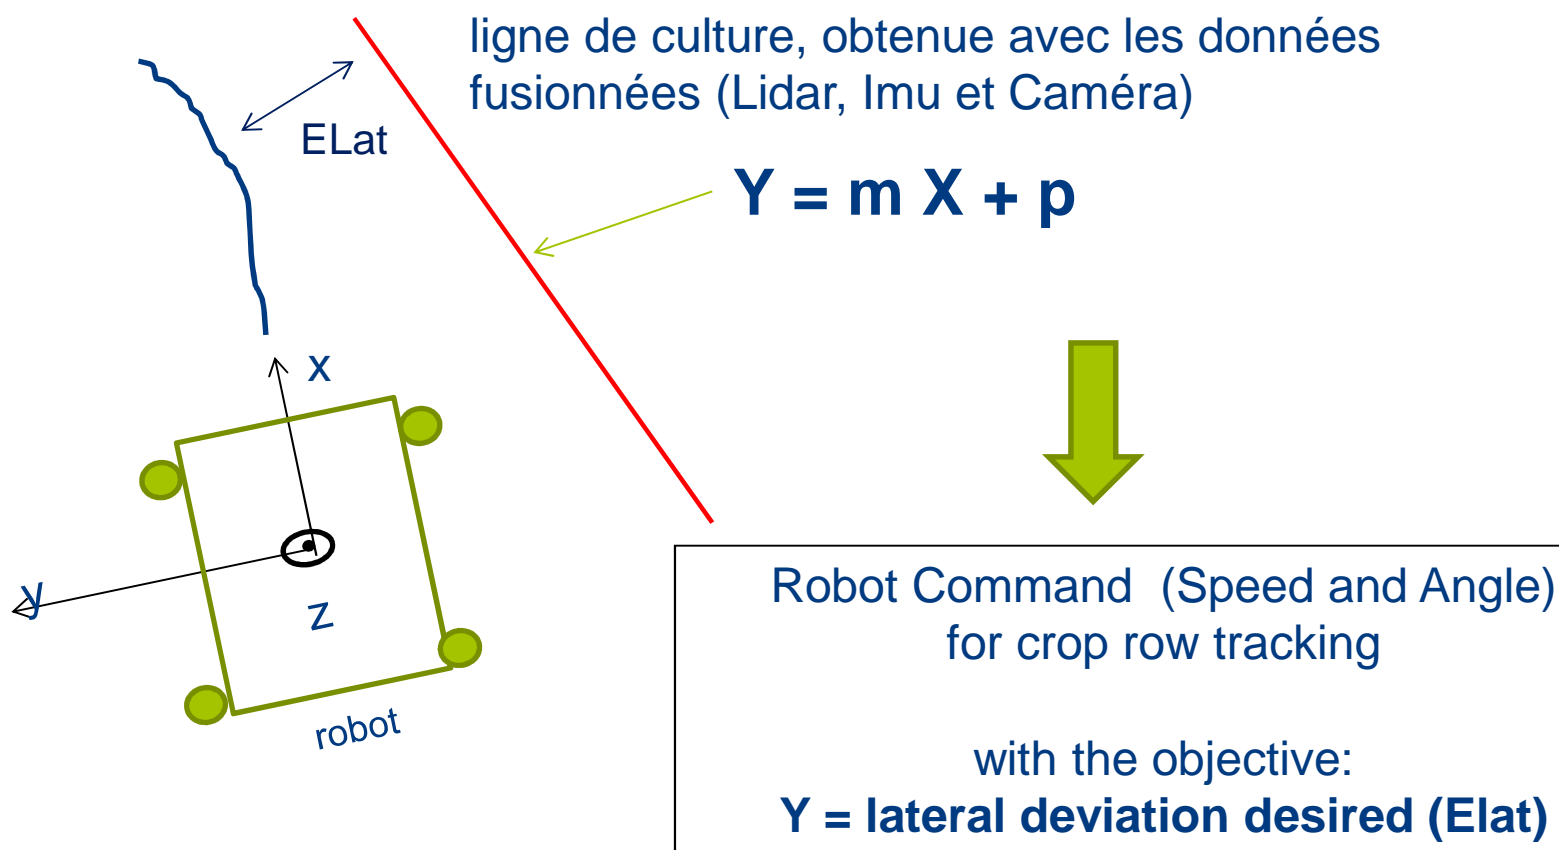 ligne de culture, obtenue avec les données
fusionnées (Lidar, Imu et Caméra)
ELat
Y = m X + p
x
y
z
robot
Robot Command (Speed and Angle)
for crop row tracking
with the objective:
Y = lateral deviation desired (Elat)